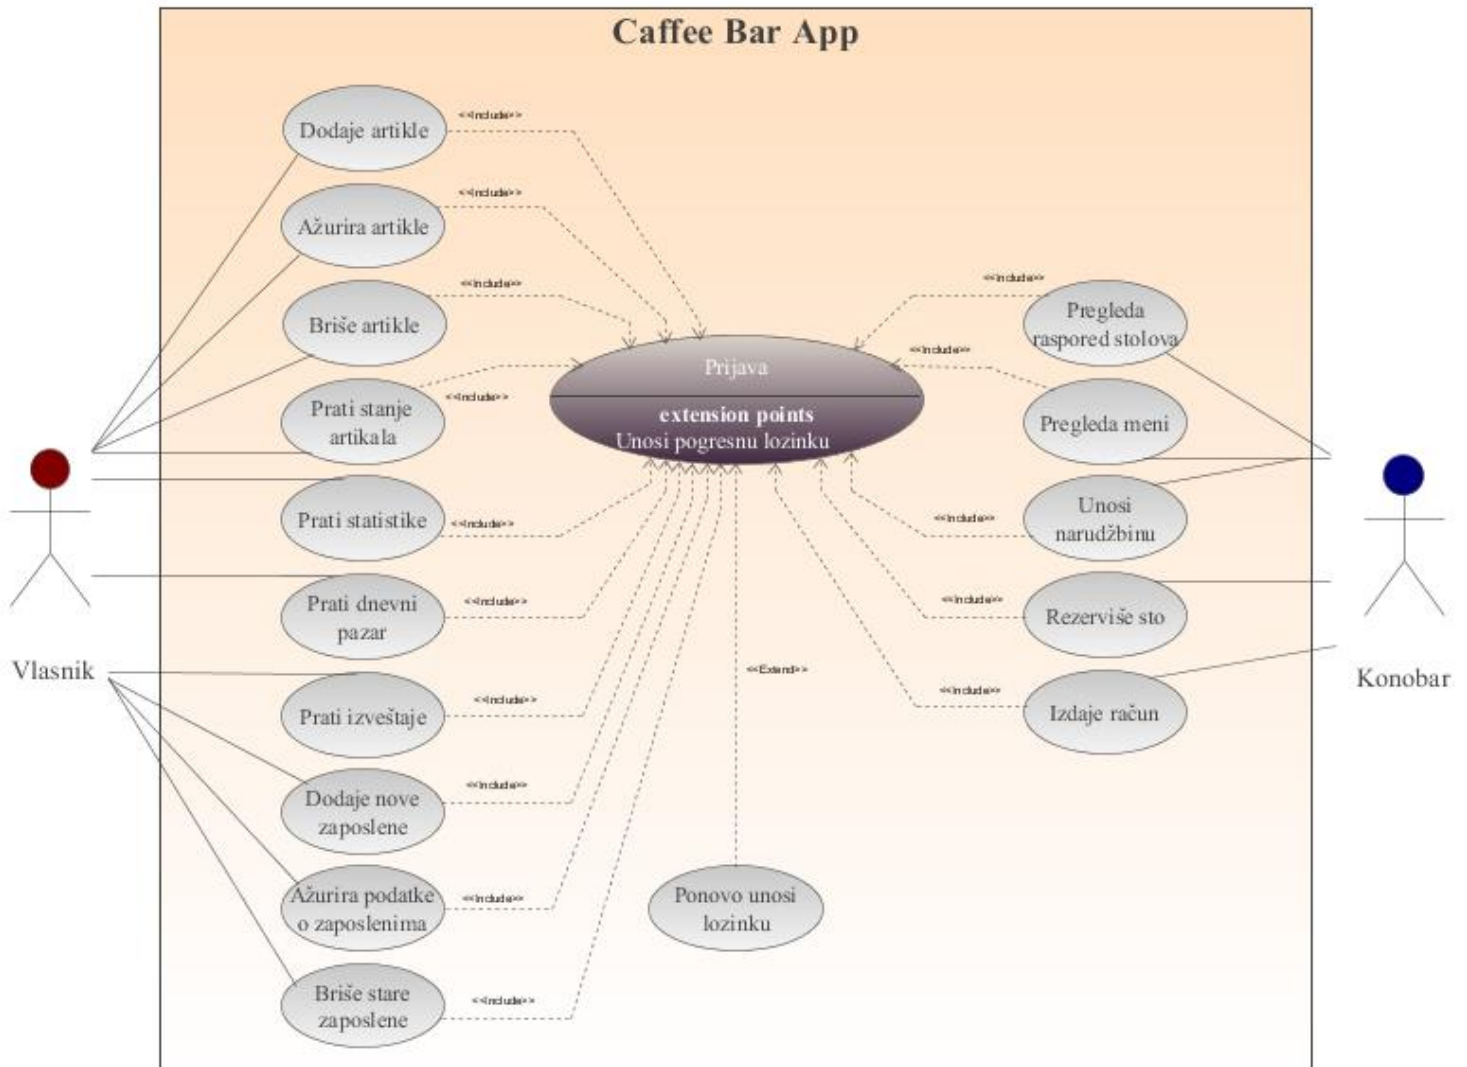 Caffee Bar App
Dodaje artikle
<<Include>>
Ažurira artikle
<<Include>>
Briše artikle
<<Include>>
Prati stanje
artikala
<<Include>>
Prati statistike
<<Include>>
Prati dnevni
pazar
<<Include>>
Prati izveštaje
<<Include>>
Dodaje nove
zaposlene
<<Include>>
Ažurira podatke
o zaposlenima
<<Include>>
Briše stare
zaposlene
<<Include>>
Vlasnik
Prijava
extension points
Unosi pogresnu lozinku
<<Extend>>
Ponovo unosi
lozinku
<<Include>>
Pregleda
raspored stolova
<<Include>>
Pregleda meni
<<Include>>
Unosi
narudžbinu
<<Include>>
Rezerviše sto
<<Include>>
Izdaje račun
Konobar